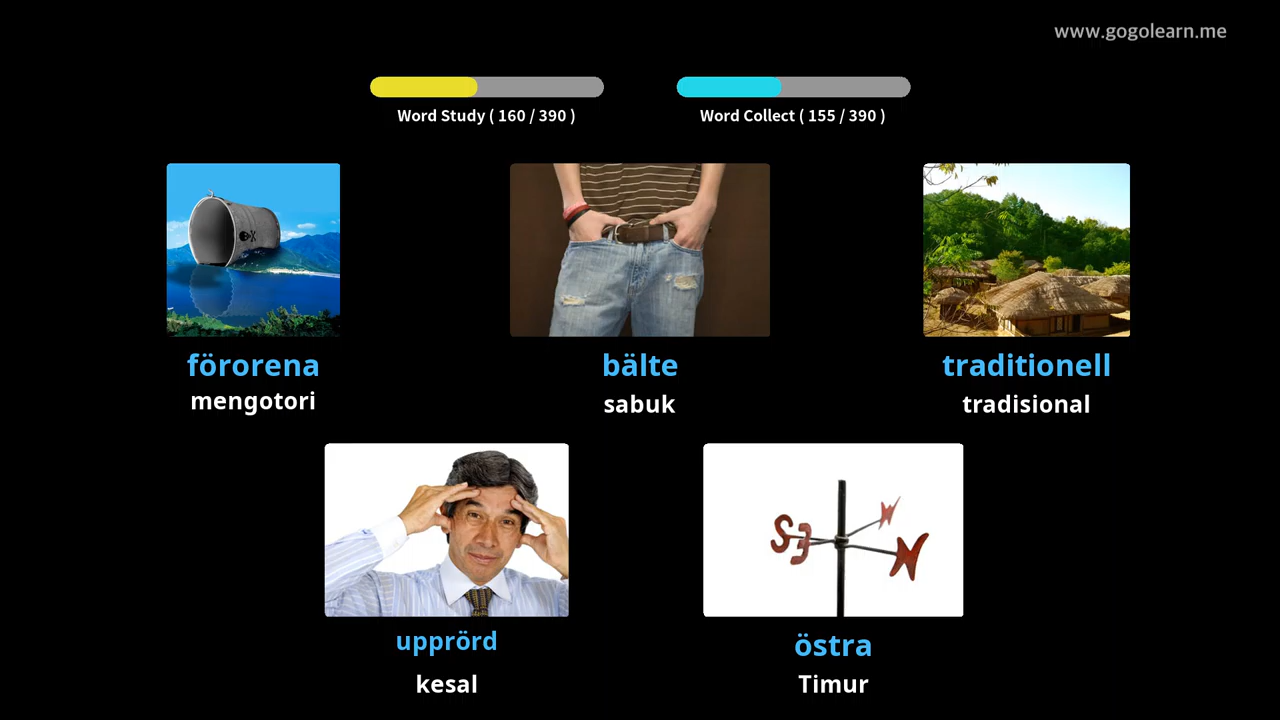 www.gogolearn.me
Word Study ( 160 / 390 )
Word Collect ( 155 / 390 )
förorena
mengotori
bälte
sabuk
traditionell
tradisional
upprörd
kesal
S E N
östra
Timur